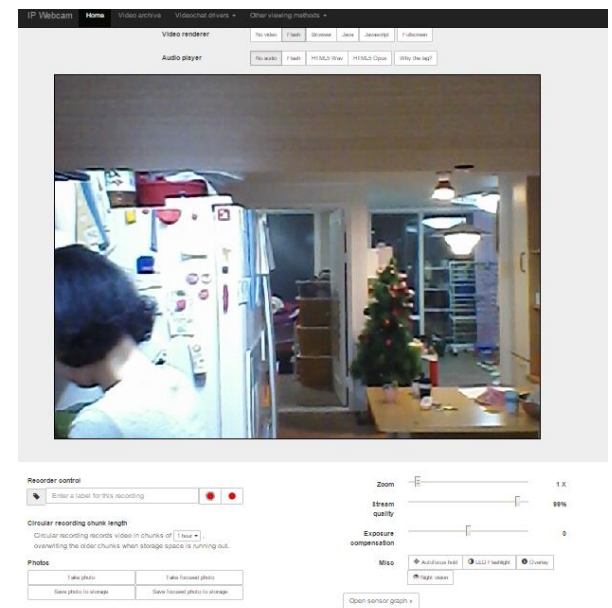 IP Webcam Home Video archive Videochat drivers Other viewing methods
Video renderer No video Flash Browser Java Javascript Fullscreen
Audio player No audio Flash HTML5 Wav HTML5 Opus Why the lag?
Recorder control
Enter a label for this recording
Circular recording chunk length
Circular recording records video in chunks of 1 hour ,
overwriting the older chunks when storage space is running out.
Photos
Take photo Take focused photo
Save photo to storage Save focused photo to storage
Zoom 1 X
Stream quality 99%
Exposure compensation 0
Misc Autofocus hold LED Flashlight Overlay
Night vision
Open sensor graph »